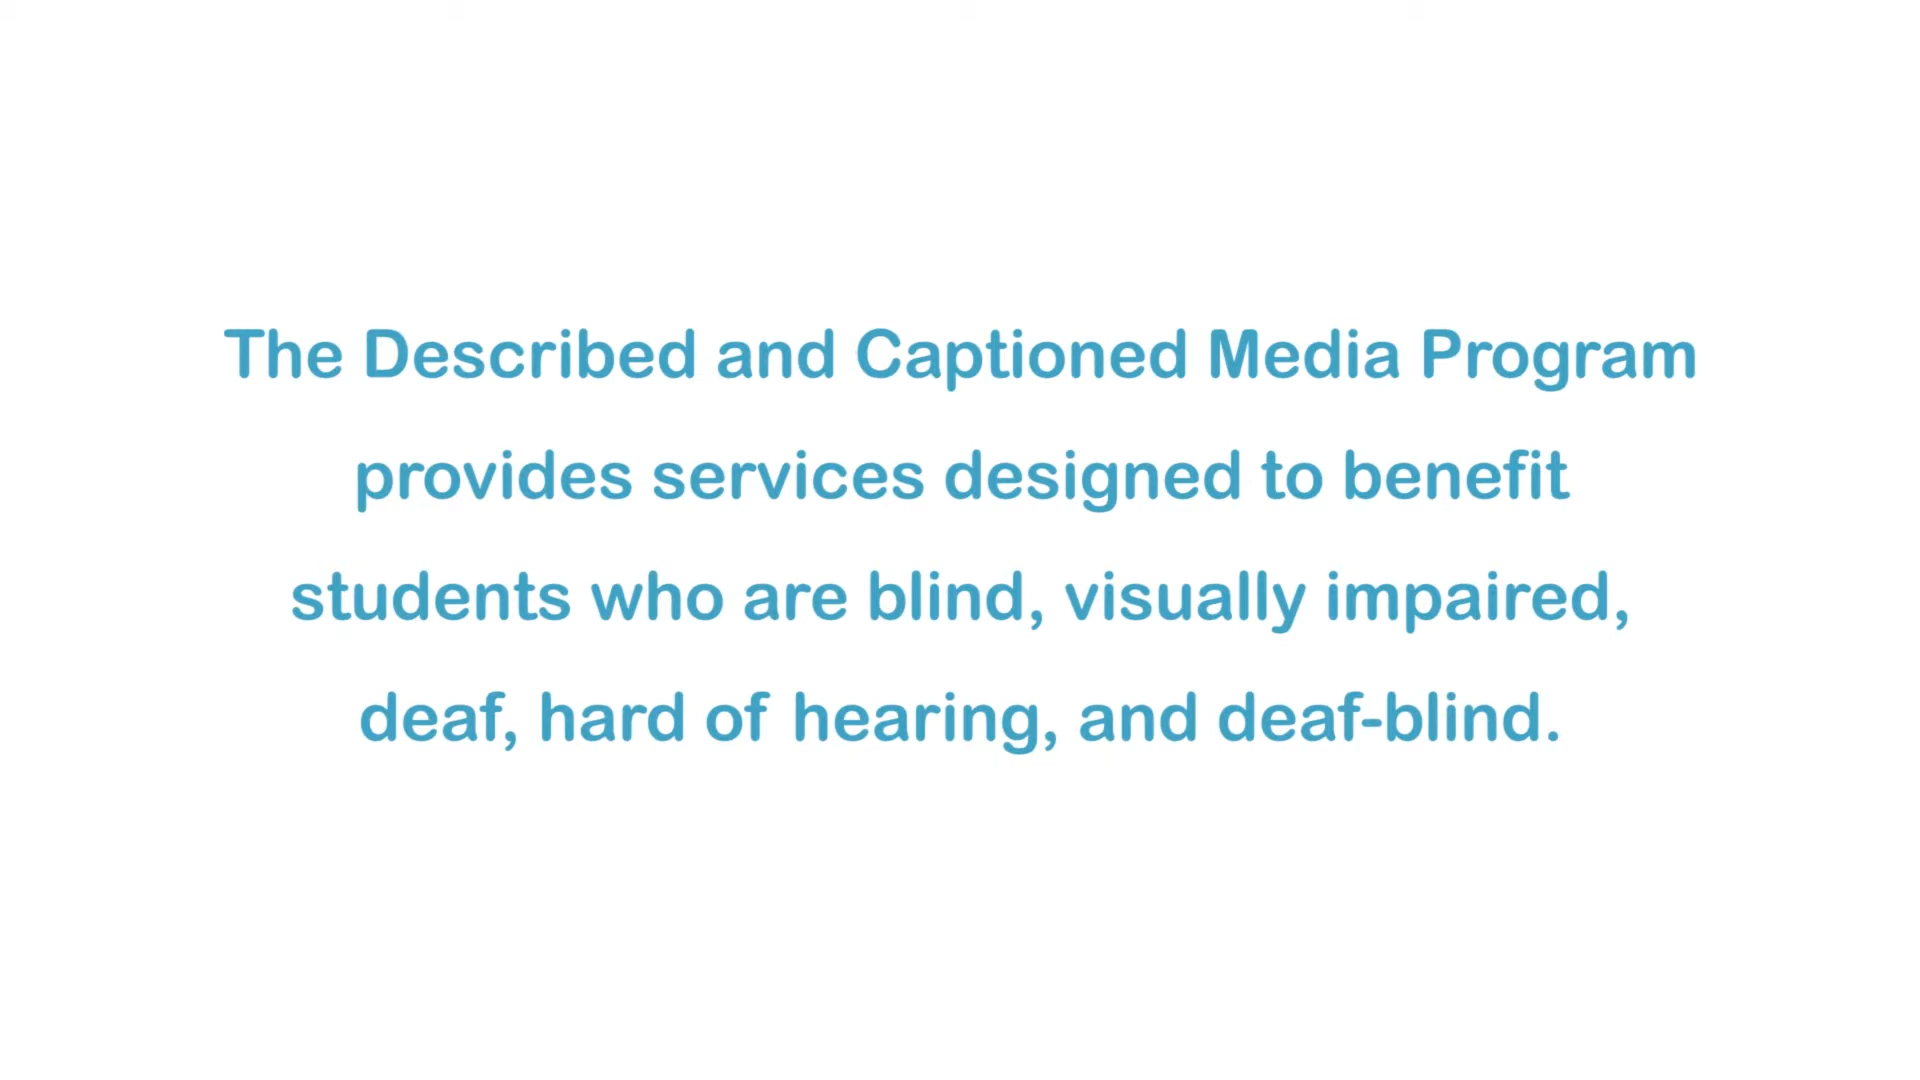 The Described and Captioned Media Program
provides services designed to benefit
students who are blind, visually impaired,
deaf, hard of hearing, and deaf-blind.